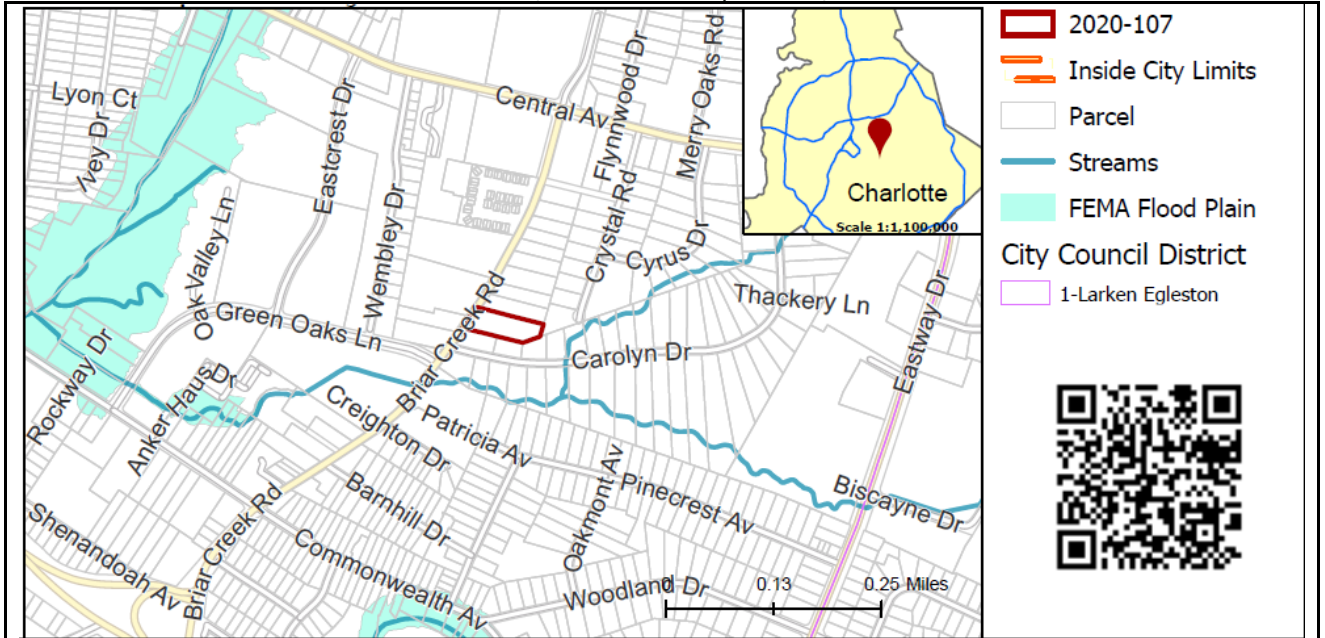 Lyon Ct
Ivey Dr
Eastcrest Dr
Central Av
Flynnwood Dr
Merry Oaks Rd
Oak Valley Ln
Wembley Dr
Crystal Rd
Cyrus Dr
Charlotte
Scale 1:1,100,000
Thackery Ln
Green Oaks Ln
Briar Creek Rd
Carolyn Dr
Eastway Dr
Rockway Dr
Anker Haus Dr
Creighton Dr
Patricia Av
Barnhill Dr
Oakmont Av
Pinecrest Av
Biscayne Dr
Shenandoah Av
Briar Creek Rd
Commonwealth Av
Woodland Dr
0 0.13 0.25 Miles
2020-107
Inside City Limits
Parcel
Streams
FEMA Flood Plain
City Council District
1-Larken Egleston